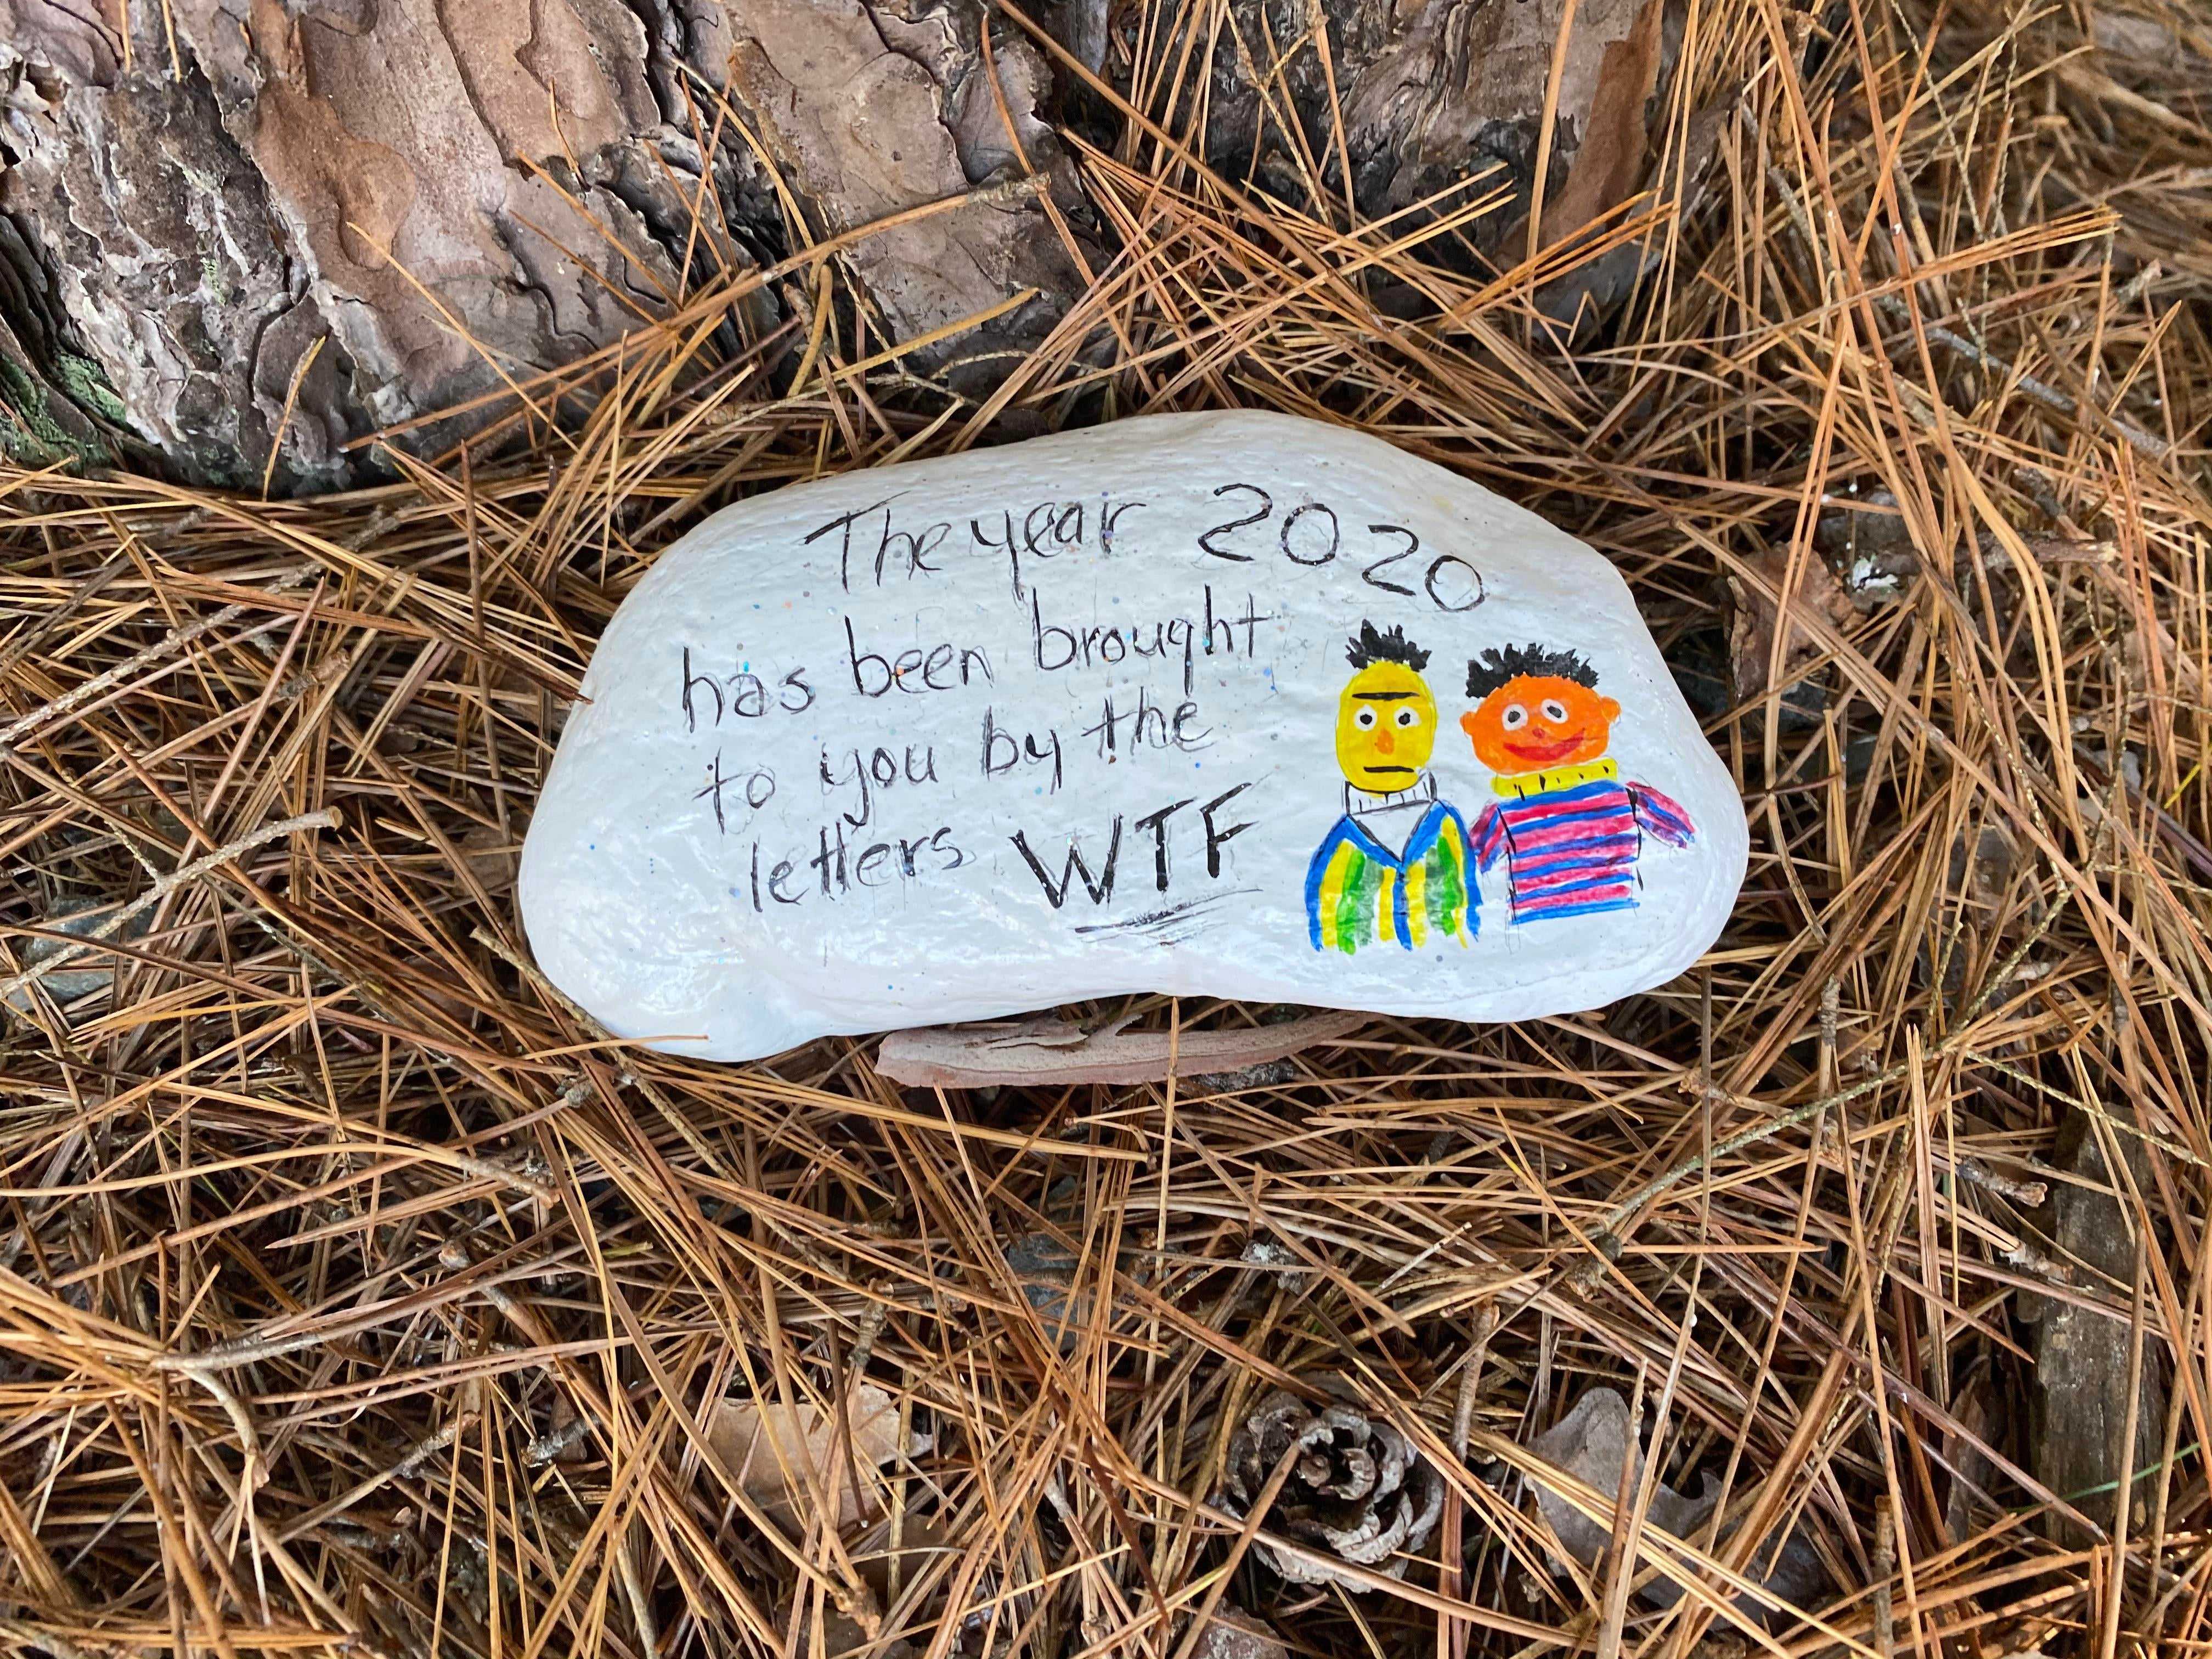 The year 2020
has been brought
to you by the
letters WTF